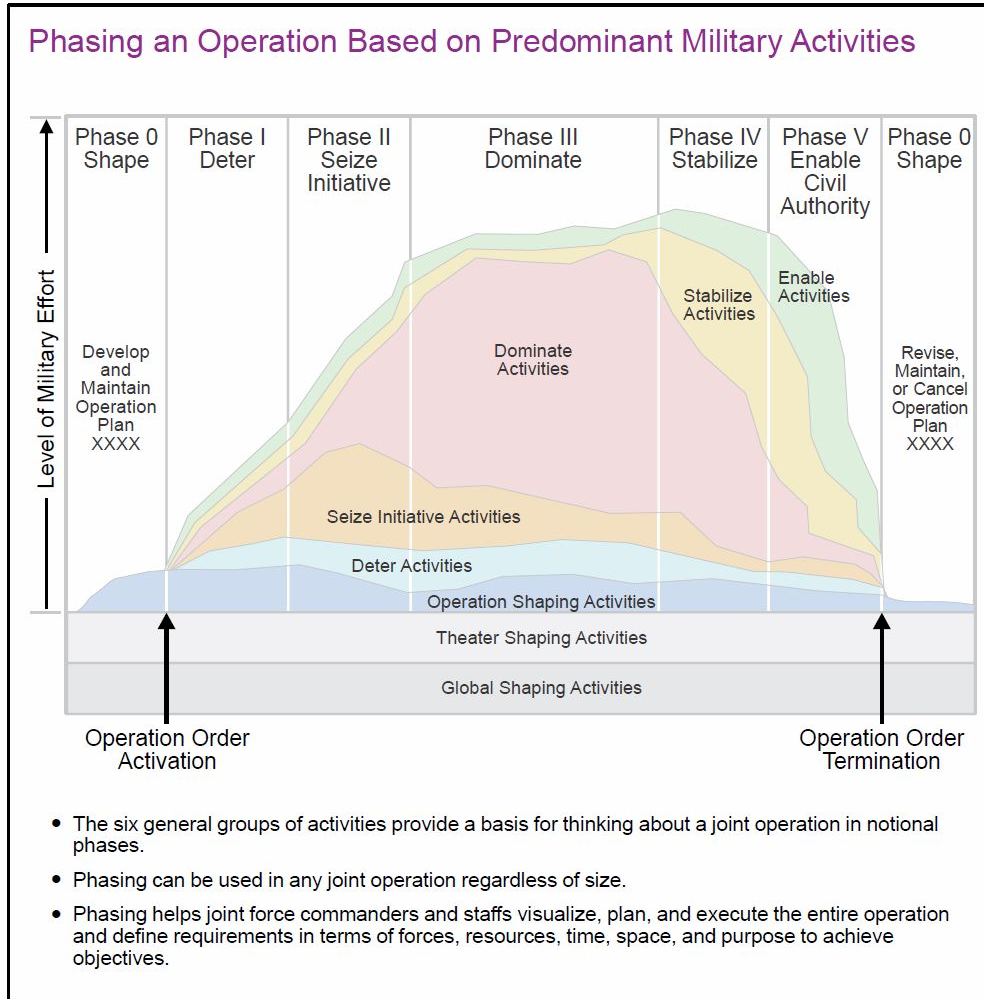 Phasing an Operation Based on Predominant Military Activities
Level of Military Effort
Phase 0
Shape
Phase I
Deter
Phase II
Seize
Initiative
Phase III
Dominate
Phase IV
Stabilize
Phase V
Enable
Civil
Authority
Phase 0
Shape
Develop
and
Maintain
Operation
Plan
XXXX
Enable
Activities
Stabilize
Activities
Dominate
Activities
Revise,
Maintain,
or Cancel
Operation
Plan
XXXX
Seize Initiative Activities
Deter Activities
Operation Shaping Activities
Theater Shaping Activities
Global Shaping Activities
Operation Order
Activation
Operation Order
Termination
• The six general groups of activities provide a basis for thinking about a joint operation in notional
phases.
• Phasing can be used in any joint operation regardless of size.
• Phasing helps joint force commanders and staffs visualize, plan, and execute the entire operation
and define requirements in terms of forces, resources, time, space, and purpose to achieve
objectives.